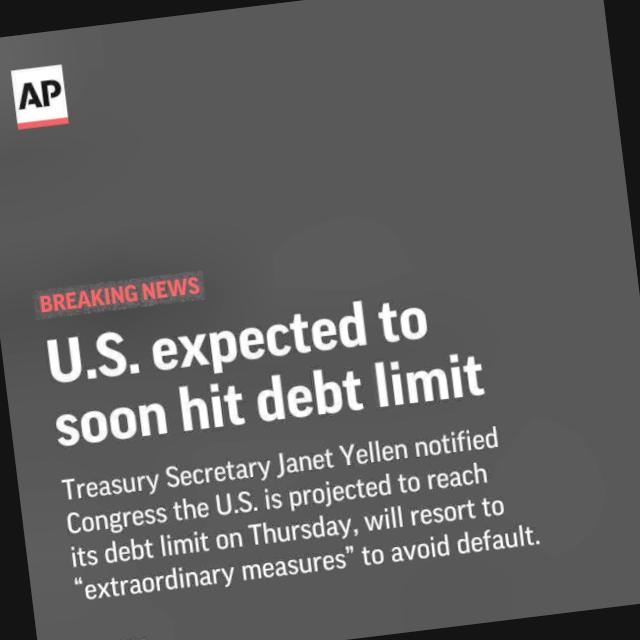 AP
BREAKING NEWS
U.S. expected to
soon hit debt limit
Treasury Secretary Janet Yellen notified
Congress the U.S. is projected to reach
its debt limit on Thursday, will resort to
“extraordinary measures” to avoid default.